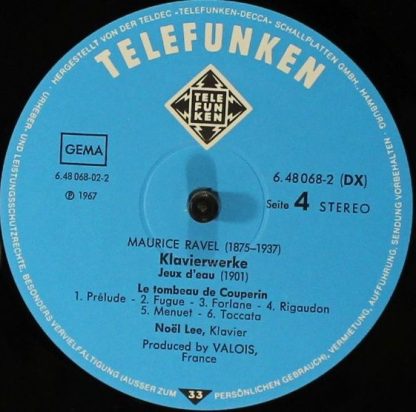 HERGESTELLT VON DER TELDEC »TELEFUNKEN-DECCA« SCHALLPLATTEN GMBH, HAMBURG · VERMIETUNG, AUFFÜHRUNG, SENDUNG VORBEHALTEN
URHEBER- UND LEISTUNGSSCHUTZRECHTE, BESONDERS VERVIELFÄLTIGUNG (AUSSER ZUM PERSÖNLICHEN GEBRAUCH),
TELEFUNKEN
TELE
FUN
KEN
GEMA
6.48 068-02-2
Ⓟ 1967
6.48 068-2 (DX)
Seite 4 STEREO
MAURICE RAVEL (1875-1937)
Klavierwerke
Jeux d'eau (1901)
Le tombeau de Couperin
1. Prélude - 2. Fugue - 3. Forlane - 4. Rigaudon
5. Menuet - 6. Toccata
Noël Lee, Klavier
Produced by VALOIS,
France
33